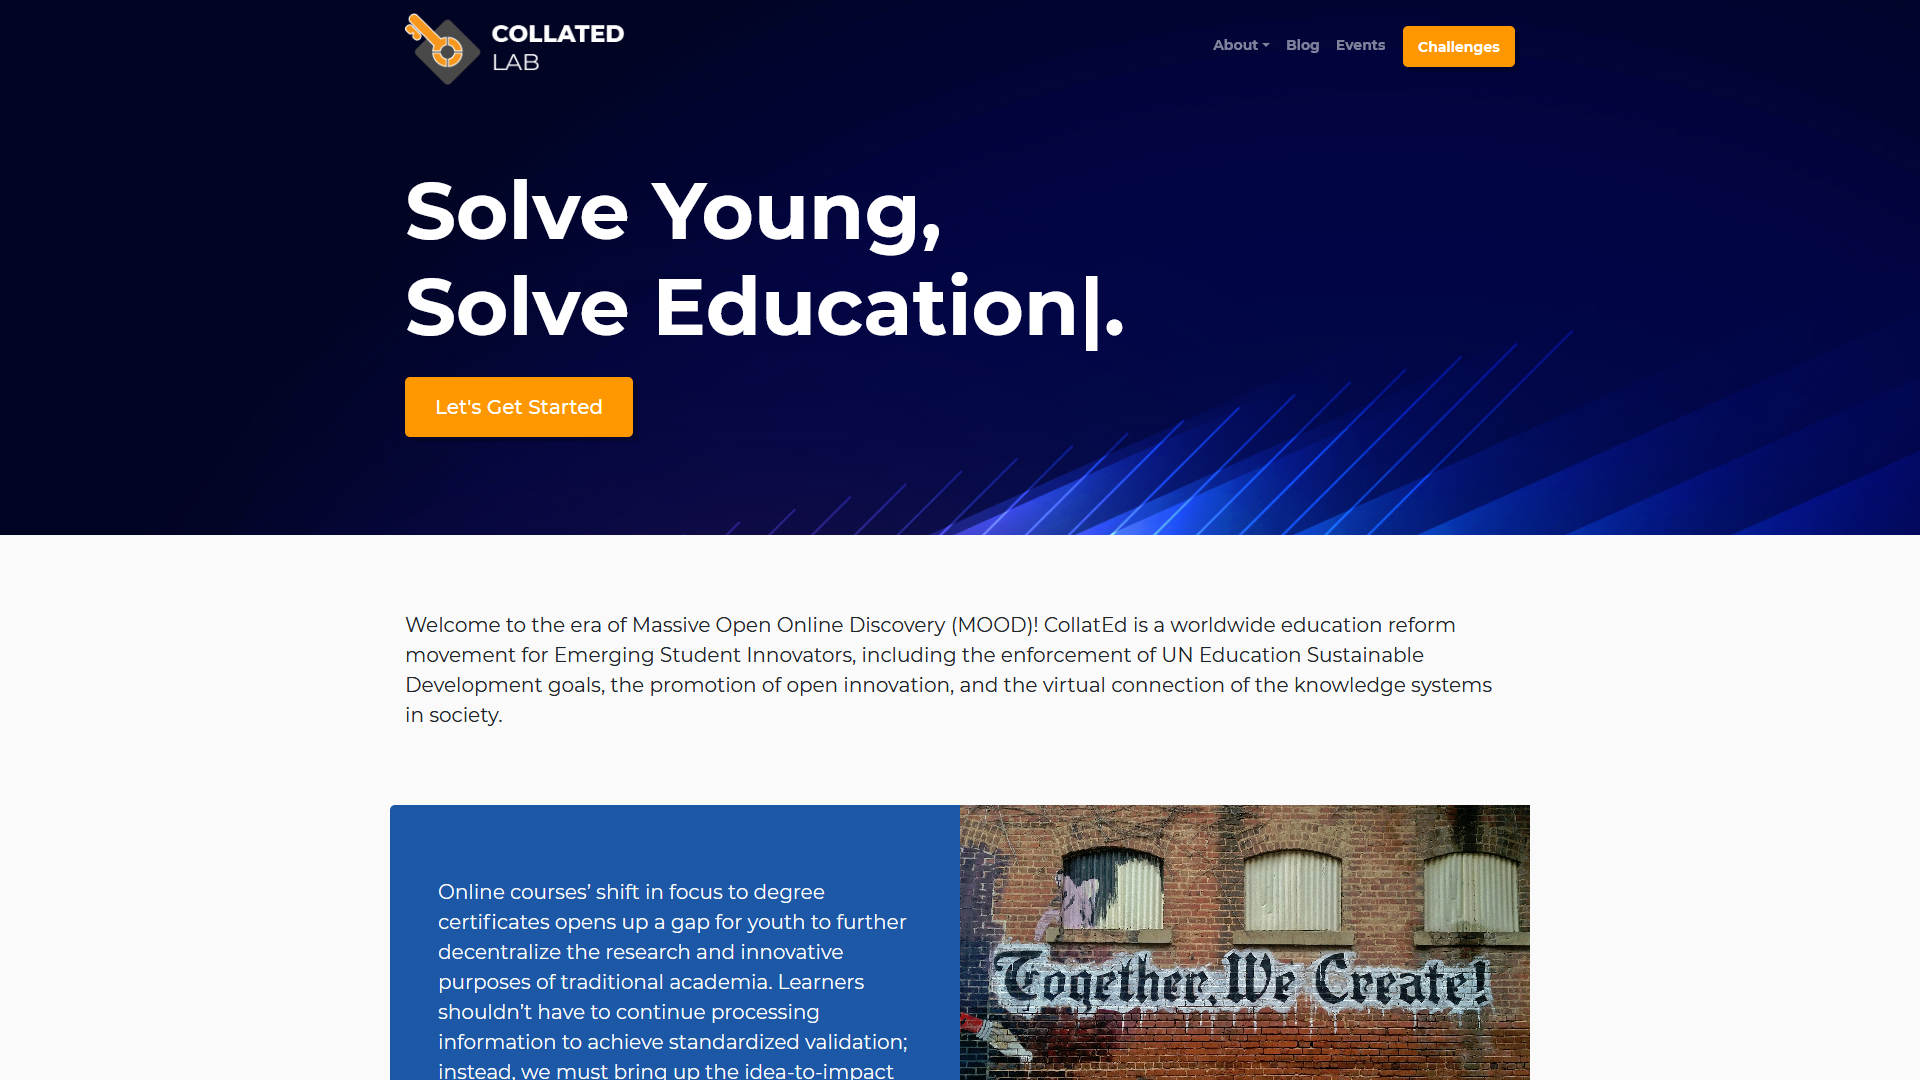 COLLATED
LAB
About
Blog
Events
Challenges
Solve Young,
Solve Education|.
Let's Get Started
Welcome to the era of Massive Open Online Discovery (MOOD)! CollatEd is a worldwide education reform
movement for Emerging Student Innovators, including the enforcement of UN Education Sustainable
Development goals, the promotion of open innovation, and the virtual connection of the knowledge systems
in society.
Online courses’ shift in focus to degree
certificates opens up a gap for youth to further
decentralize the research and innovative
purposes of traditional academia. Learners
shouldn’t have to continue processing
information to achieve standardized validation;
instead, we must bring up the idea-to-impact
Together, We Create!